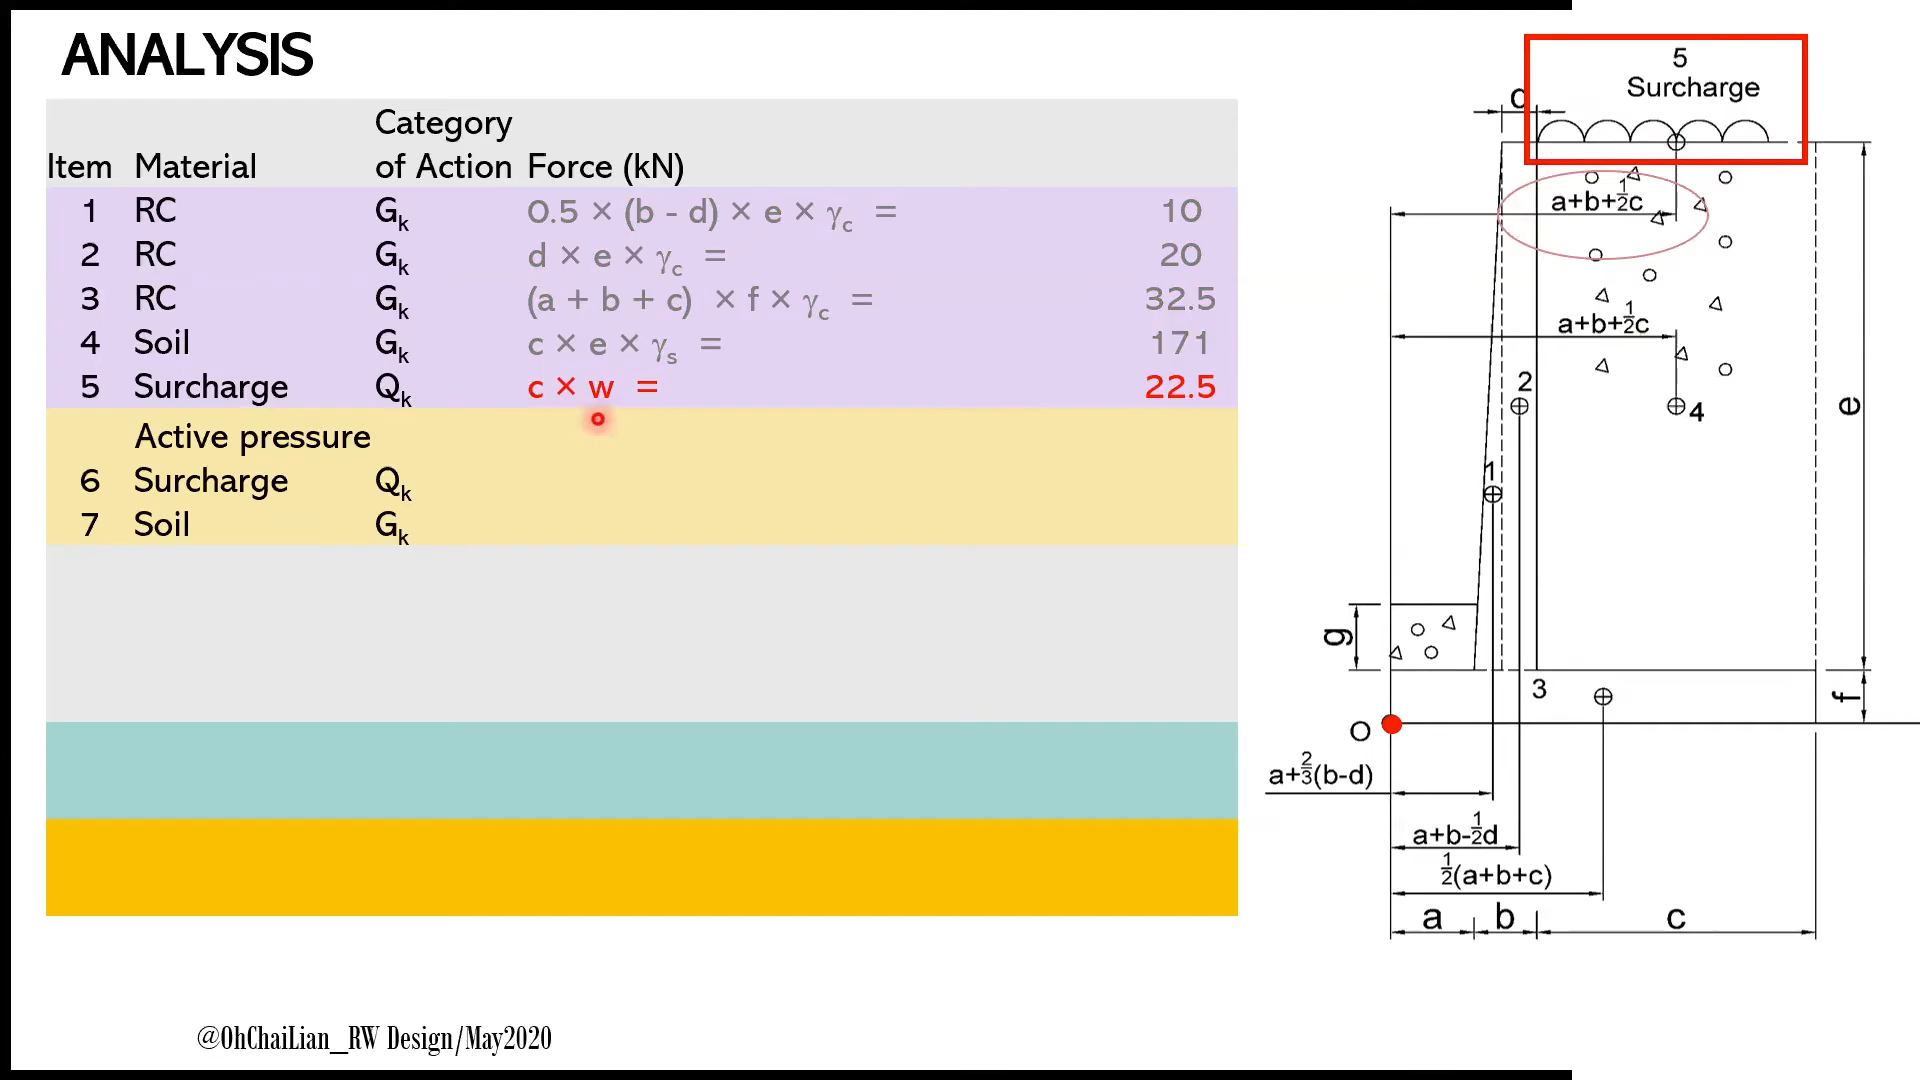 ANALYSIS
Category
Item Material of Action Force (kN)
1 RC Gk 0.5 × (b - d) × e × γc = 10
2 RC Gk d × e × γc = 20
3 RC Gk (a + b + c) × f × γc = 32.5
4 Soil Gk c × e × γs = 171
5 Surcharge Qk c × w = 22.5
Active pressure
6 Surcharge Qk
7 Soil Gk
5
Surcharge
d
a+b+½c
a+b+½c
2
4
e
1
g
3
f
O
a+⅔(b-d)
a+b-½d
½(a+b+c)
a b c
@OhChaiLian_RW Design/May2020